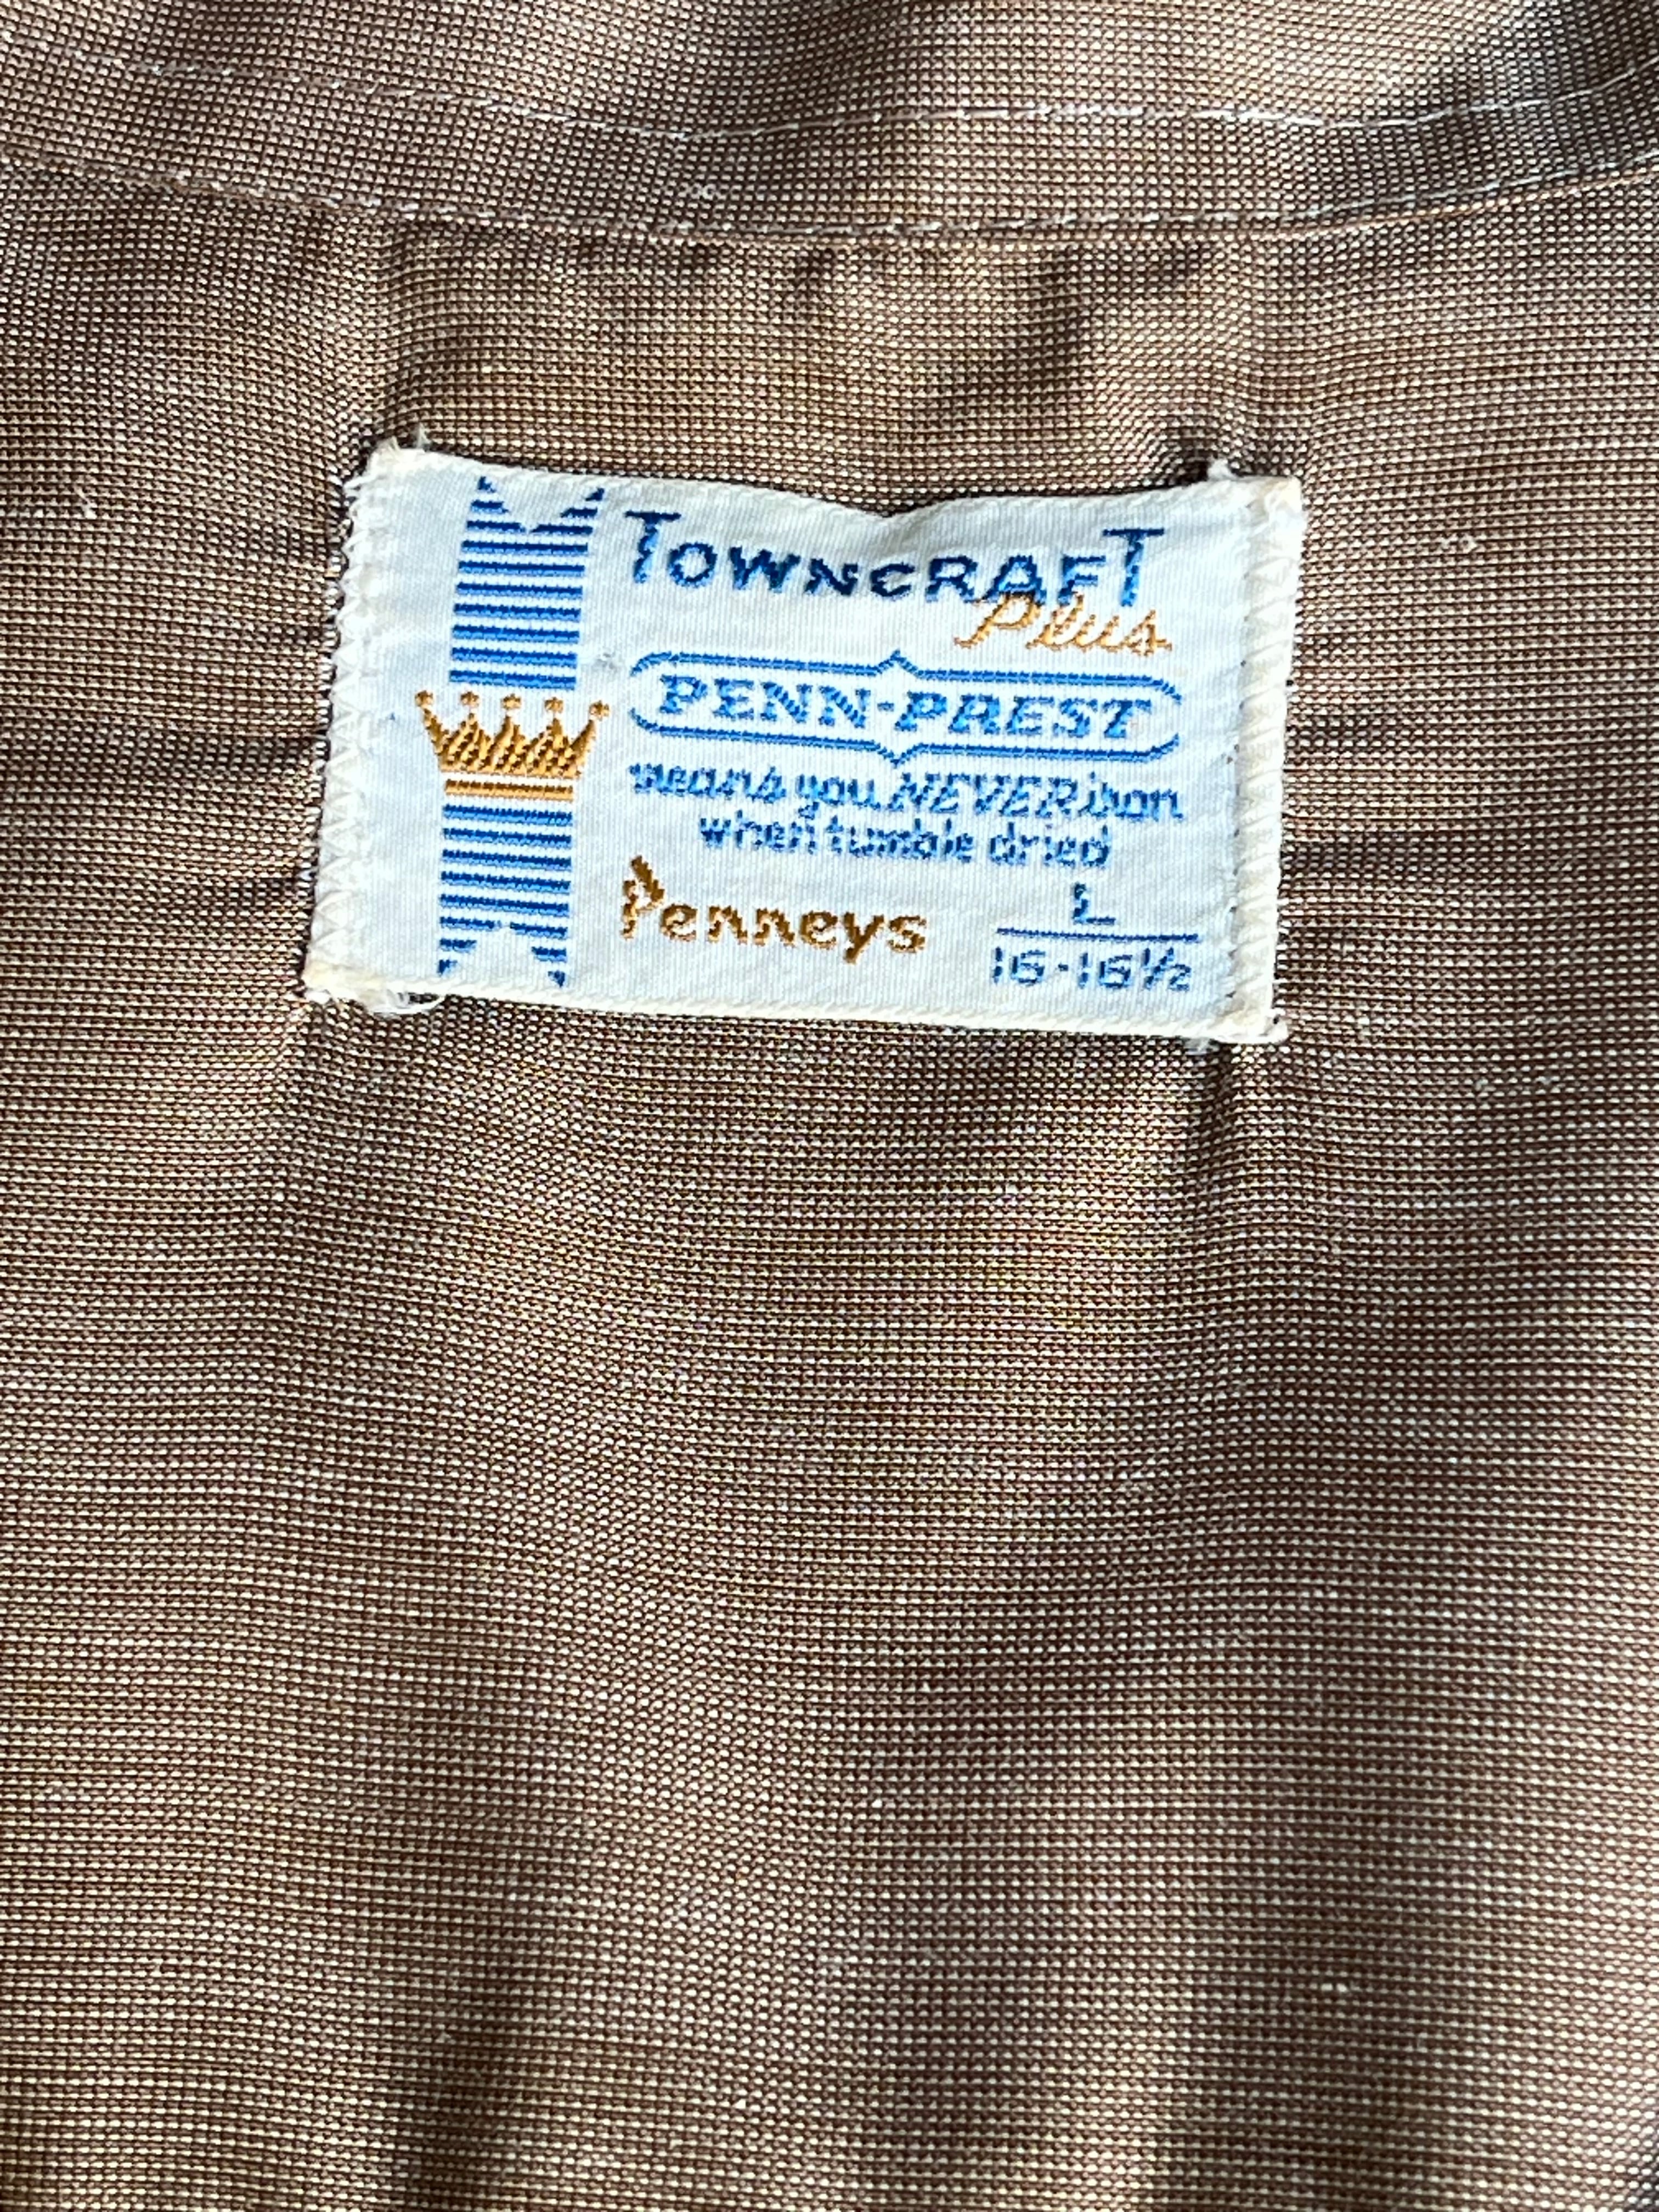 TOWNCRAFT
Plus
PENN-PREST
means you NEVER iron
when tumble dried
Penneys
L
16-16½